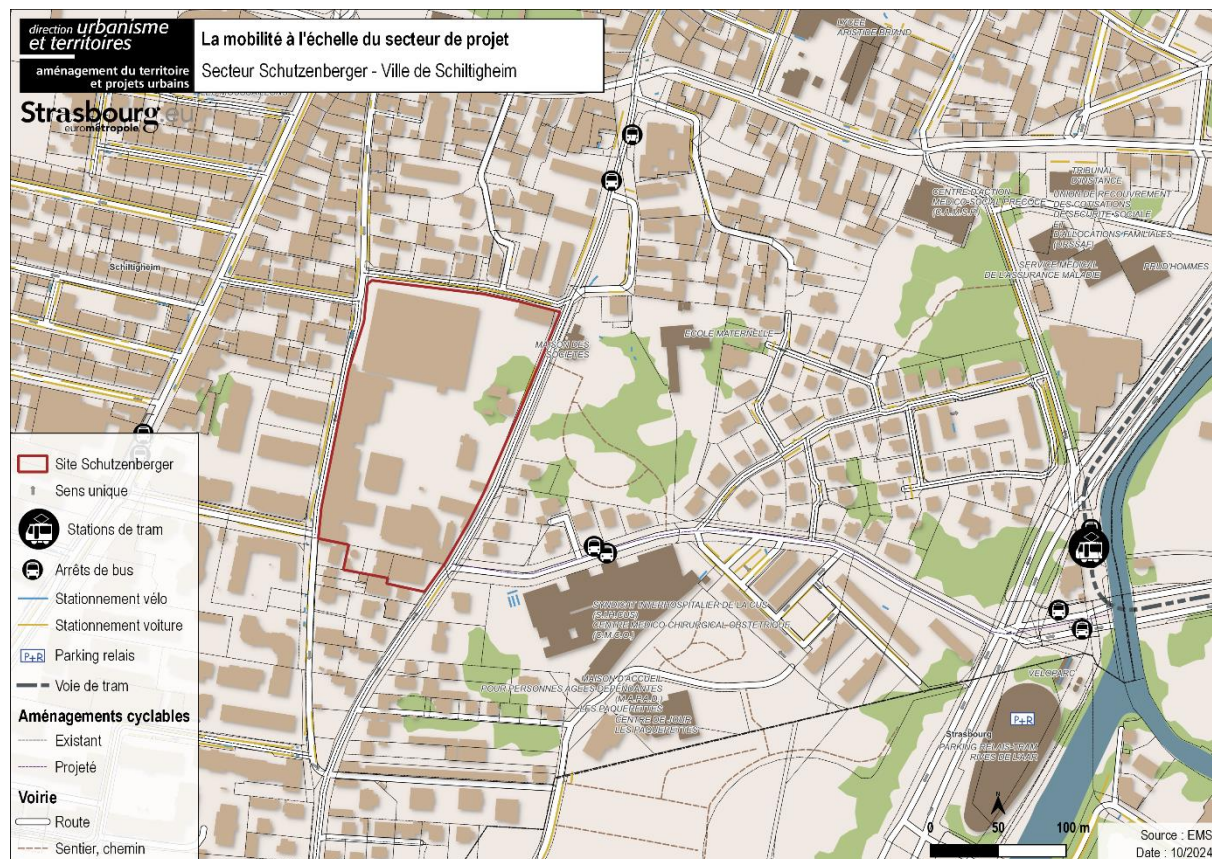 direction urbanisme
et territoires
aménagement du territoire
et projets urbains
Strasbourg.eu
eurométropole
La mobilité à l'échelle du secteur de projet
Secteur Schutzenberger - Ville de Schiltigheim
LYCEE
ARISTIDE BRIAND
TRIBUNAL
D'INSTANCE
UNION DE RECOUVREMENT
DES COTISATIONS
DE SECURITE SOCIALE
ET
D'ALLOCATIONS FAMILIALES
(URSSAF)
CENTRE D'ACTION
MEDICO-SOCIAL PRECOCE
(C.A.M.S.P.)
SERVICE MEDICAL
DE L'ASSURANCE MALADIE
FRI.D'HOMMES
Schiltigheim
MAISON DES
SOCIETES
ECOLE MATERNELLE
SYNDICAT INTERHOSPITALIER DE LA CUS
(S.I.H.CUS)
CENTRE MEDICO-CHIRURGICAL OBSTETRIQUE
(C.M.C.O.)
MAISON D'ACCUEIL
POUR PERSONNES AGEES DEPENDANTES
(M.A.P.A.D.)
LES PAQUERETTES
CENTRE DE JOUR
LES PAQUERETTES
VELOPARC
P+R
Strasbourg
PARKING RELAIS-TRAM
RIVES DE L'AAR
Site Schutzenberger
Sens unique
Stations de tram
Arrêts de bus
Stationnement vélo
Stationnement voiture
P+R Parking relais
Voie de tram
Aménagements cyclables
Existant
Projeté
Voirie
Route
Sentier, chemin
N
0 50 100 m
Source : EMS
Date : 10/2024